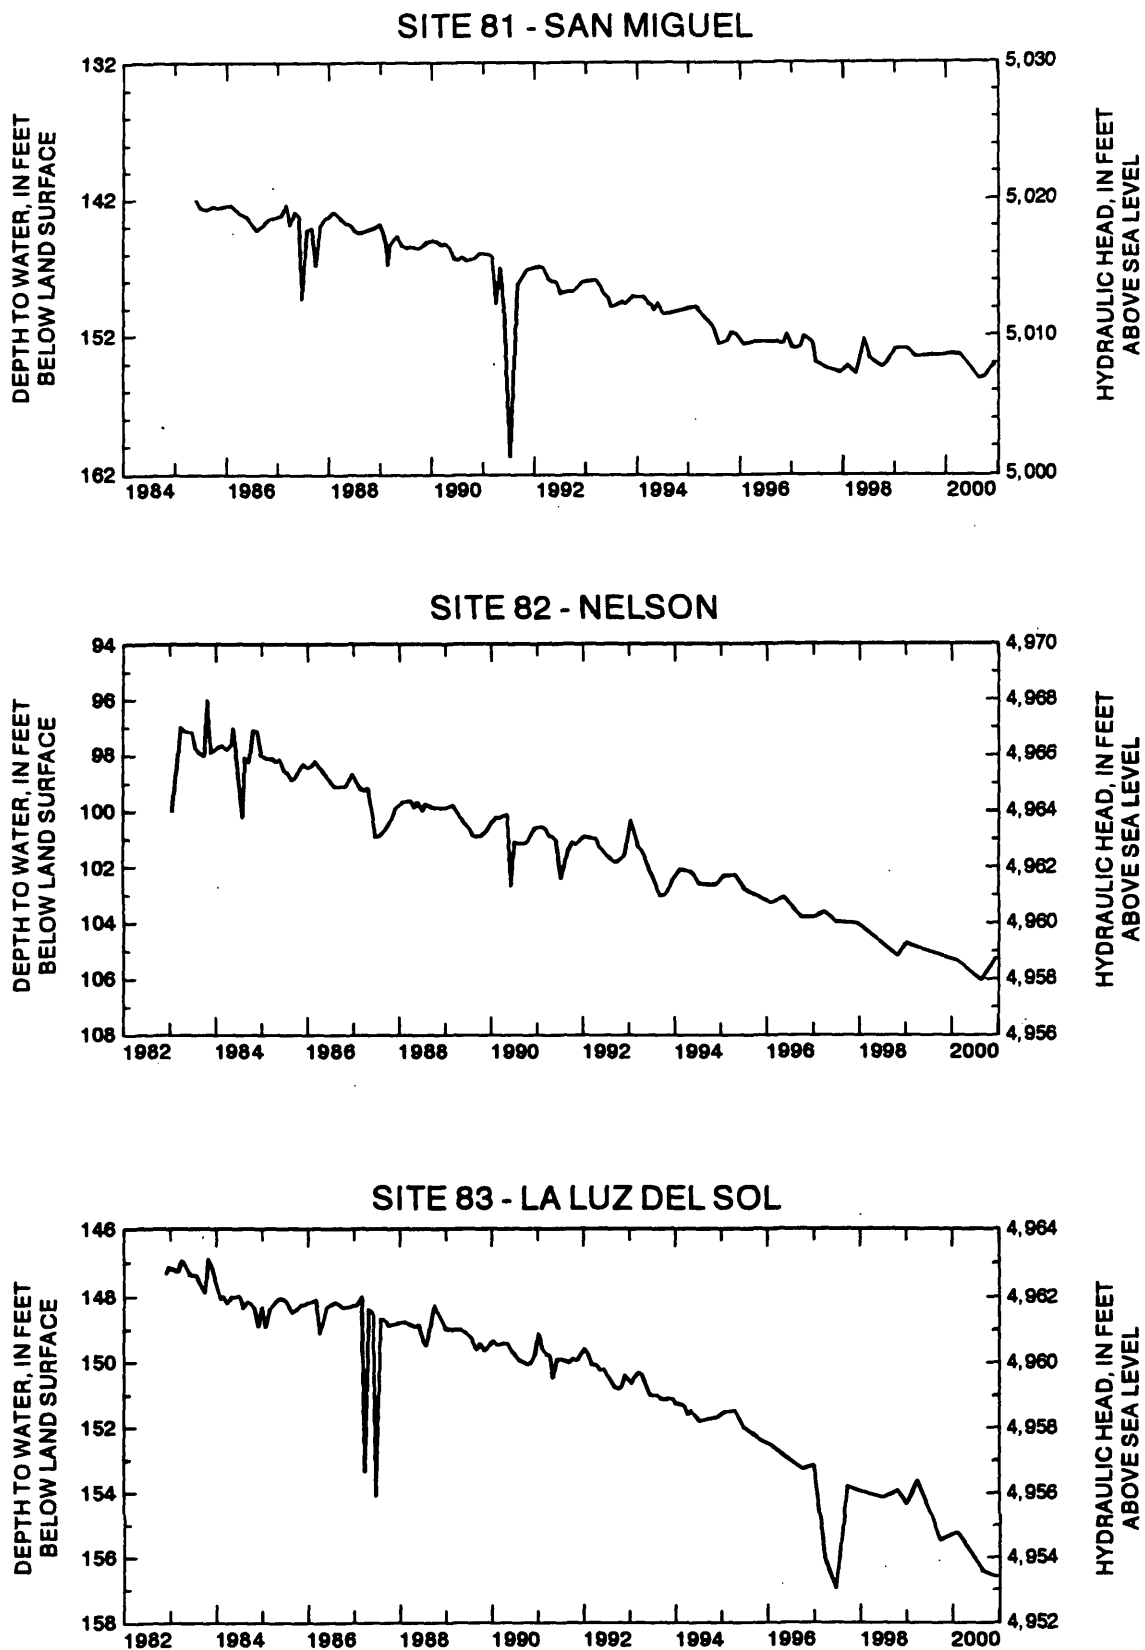 SITE 81 - SAN MIGUEL
DEPTH TO WATER, IN FEET
BELOW LAND SURFACE
132
142
152
162
5,030
5,020
5,010
5,000
HYDRAULIC HEAD, IN FEET
ABOVE SEA LEVEL
1984 1986 1988 1990 1992 1994 1996 1998 2000
SITE 82 - NELSON
DEPTH TO WATER, IN FEET
BELOW LAND SURFACE
94
96
98
100
102
104
106
108
4,970
4,968
4,966
4,964
4,962
4,960
4,958
4,956
HYDRAULIC HEAD, IN FEET
ABOVE SEA LEVEL
1982 1984 1986 1988 1990 1992 1994 1996 1998 2000
SITE 83 - LA LUZ DEL SOL
DEPTH TO WATER, IN FEET
BELOW LAND SURFACE
146
148
150
152
154
156
158
4,964
4,962
4,960
4,958
4,956
4,954
4,952
HYDRAULIC HEAD, IN FEET
ABOVE SEA LEVEL
1982 1984 1986 1988 1990 1992 1994 1996 1998 2000